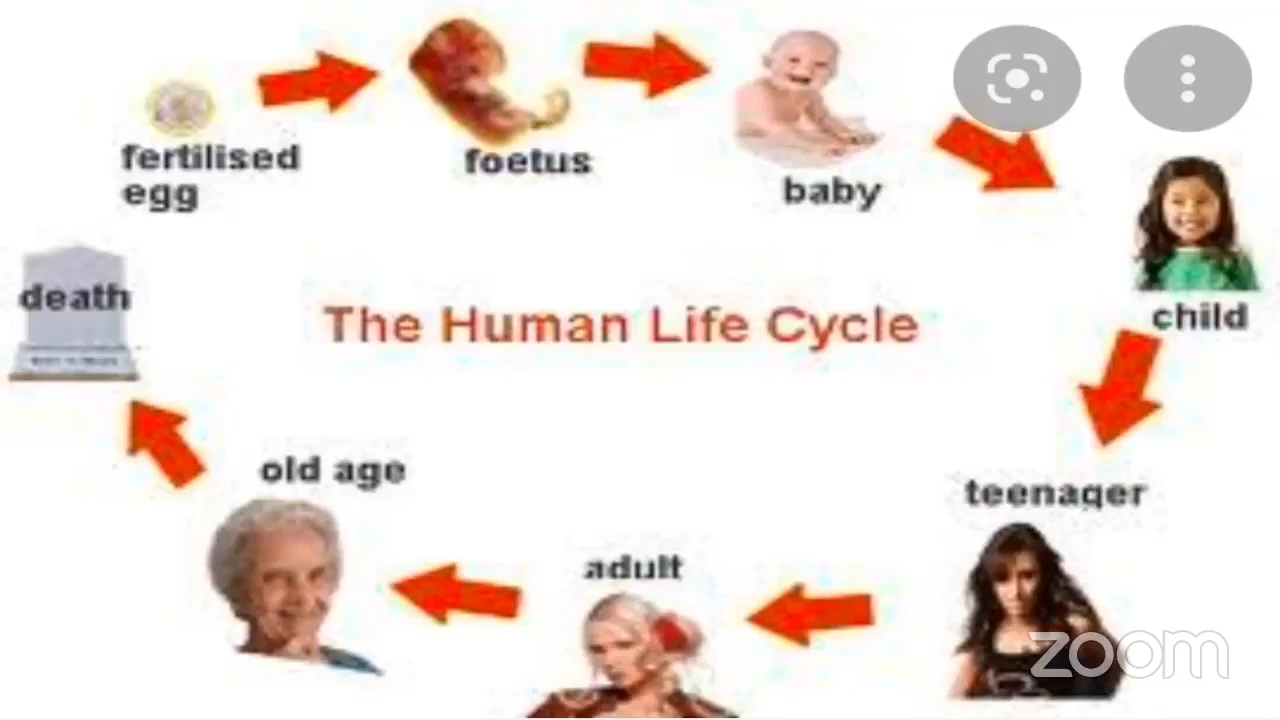 fertilised
egg
foetus
baby
child
death
The Human Life Cycle
teenager
old age
adult
zoom